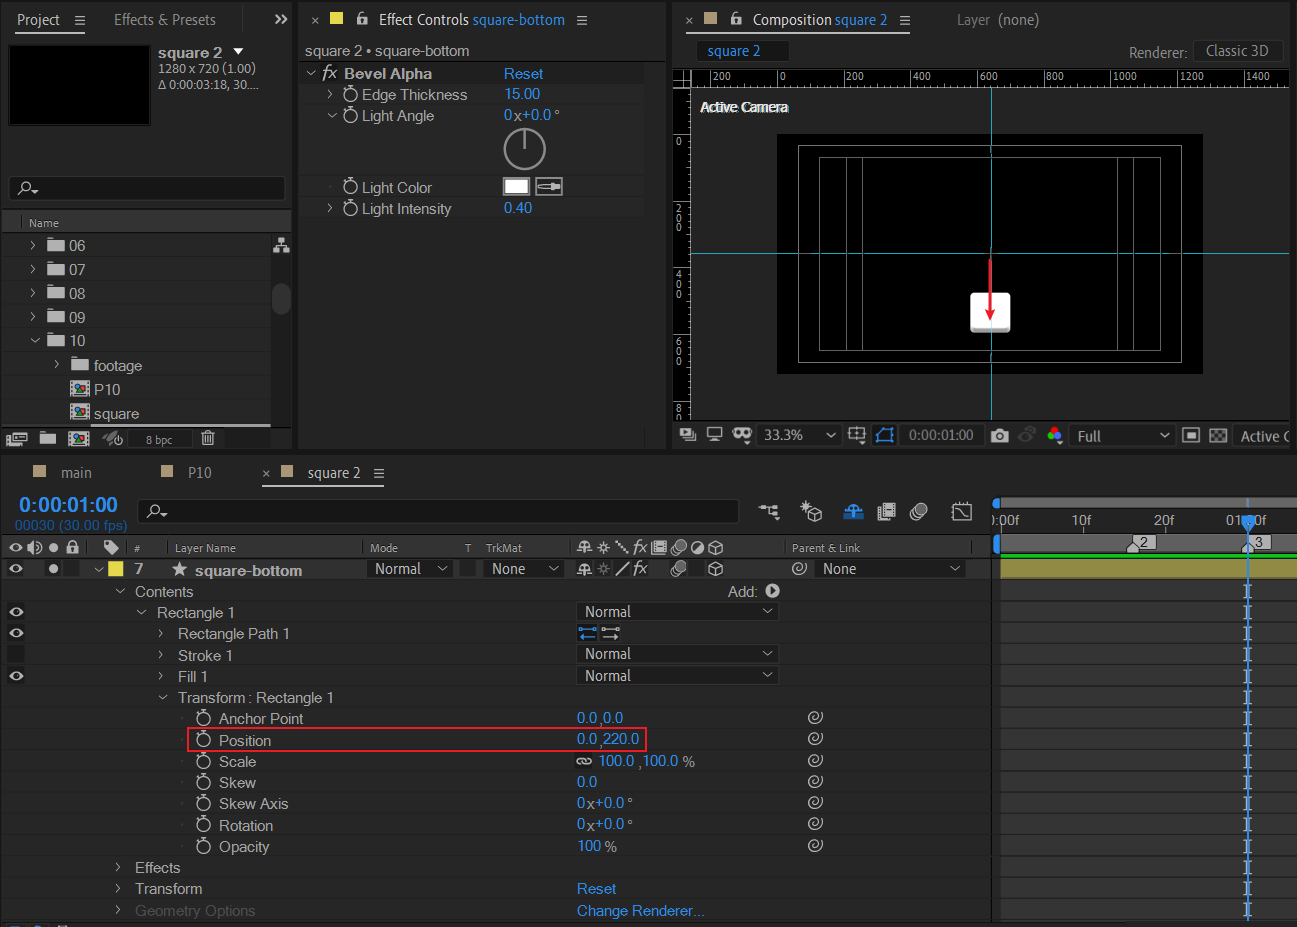 Project
Effects & Presets
Effect Controls square-bottom
Composition square 2
Layer (none)
square 2
1280 x 720 (1.00)
Δ 0:00:03:18, 30....
square 2 • square-bottom
square 2
Renderer:
Classic 3D
fx Bevel Alpha
Reset
Edge Thickness
15.00
Light Angle
0x+0.0°
Light Color
Light Intensity
0.40
200
0
200
400
600
800
1000
1200
1400
Active Camera
0
200
400
600
8
Name
06
07
08
09
10
footage
P10
square
8 bpc
33.3%
0:00:01:00
Full
Active C
main
P10
square 2
0:00:01:00
00030 (30.00 fps)
:00f
10f
20f
01:00f
2
3
#
Layer Name
Mode
T
TrkMat
fx
Parent & Link
7
square-bottom
Normal
None
fx
None
Contents
Add:
Rectangle 1
Normal
Rectangle Path 1
Stroke 1
Normal
Fill 1
Normal
Transform : Rectangle 1
Anchor Point
0.0,0.0
Position
0.0,220.0
Scale
100.0,100.0 %
Skew
0.0
Skew Axis
0x+0.0°
Rotation
0x+0.0°
Opacity
100 %
Effects
Transform
Reset
Geometry Options
Change Renderer...